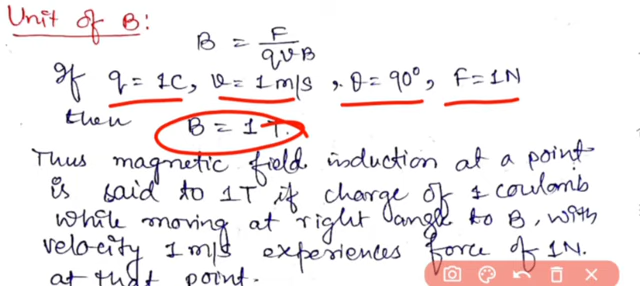 Unit of B:
B = F / qvB
If q = 1C, v = 1 m/s, θ = 90°, F = 1N
then B = 1 T.
Thus magnetic field induction at a point
is said to 1T if charge of 1 coulomb
while moving at right angle to B, with
velocity 1 m/s experiences force of 1N.
at that point.